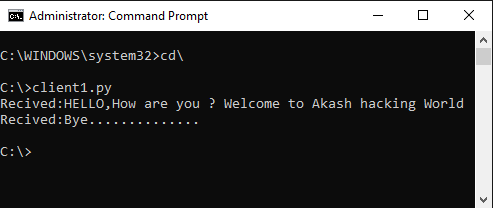 Administrator: Command Prompt
C:\WINDOWS\system32>cd\
C:\>client1.py
Recived:HELLO,How are you ? Welcome to Akash hacking World
Recived:Bye..............
C:\>